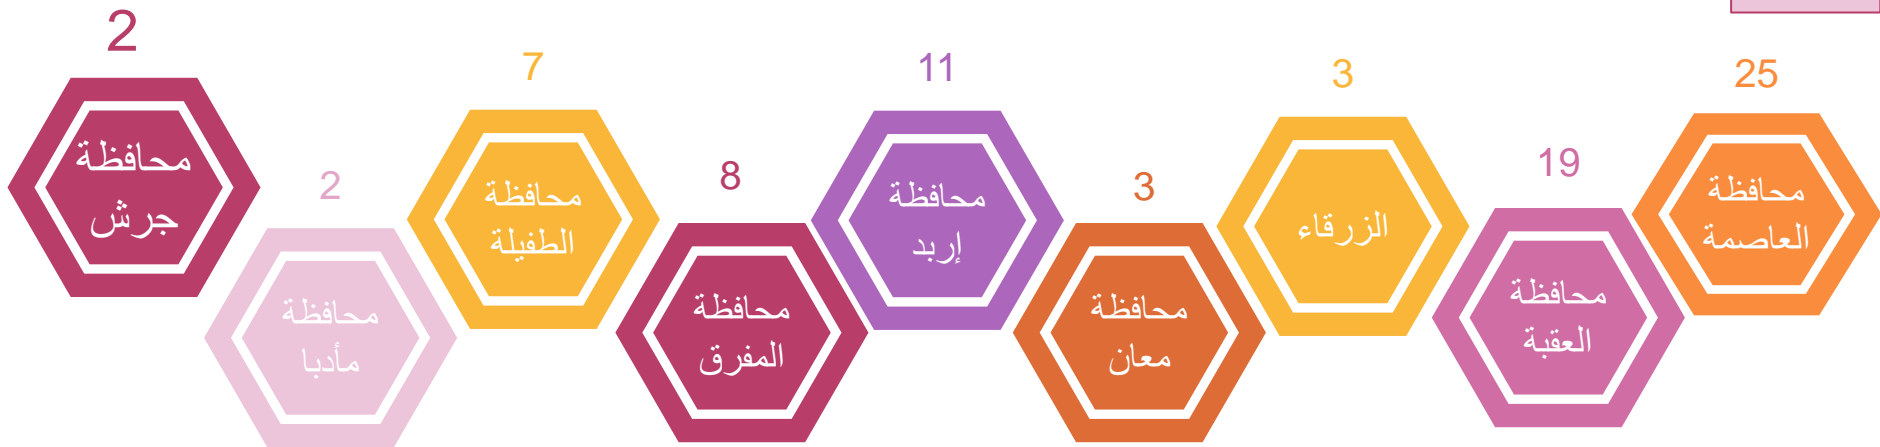 25
محافظة
العاصمة
19
محافظة
العقبة
3
الزرقاء
3
محافظة
معان
11
محافظة
إربد
8
محافظة
المفرق
7
محافظة
الطفيلة
2
محافظة
مأدبا
2
محافظة
جرش